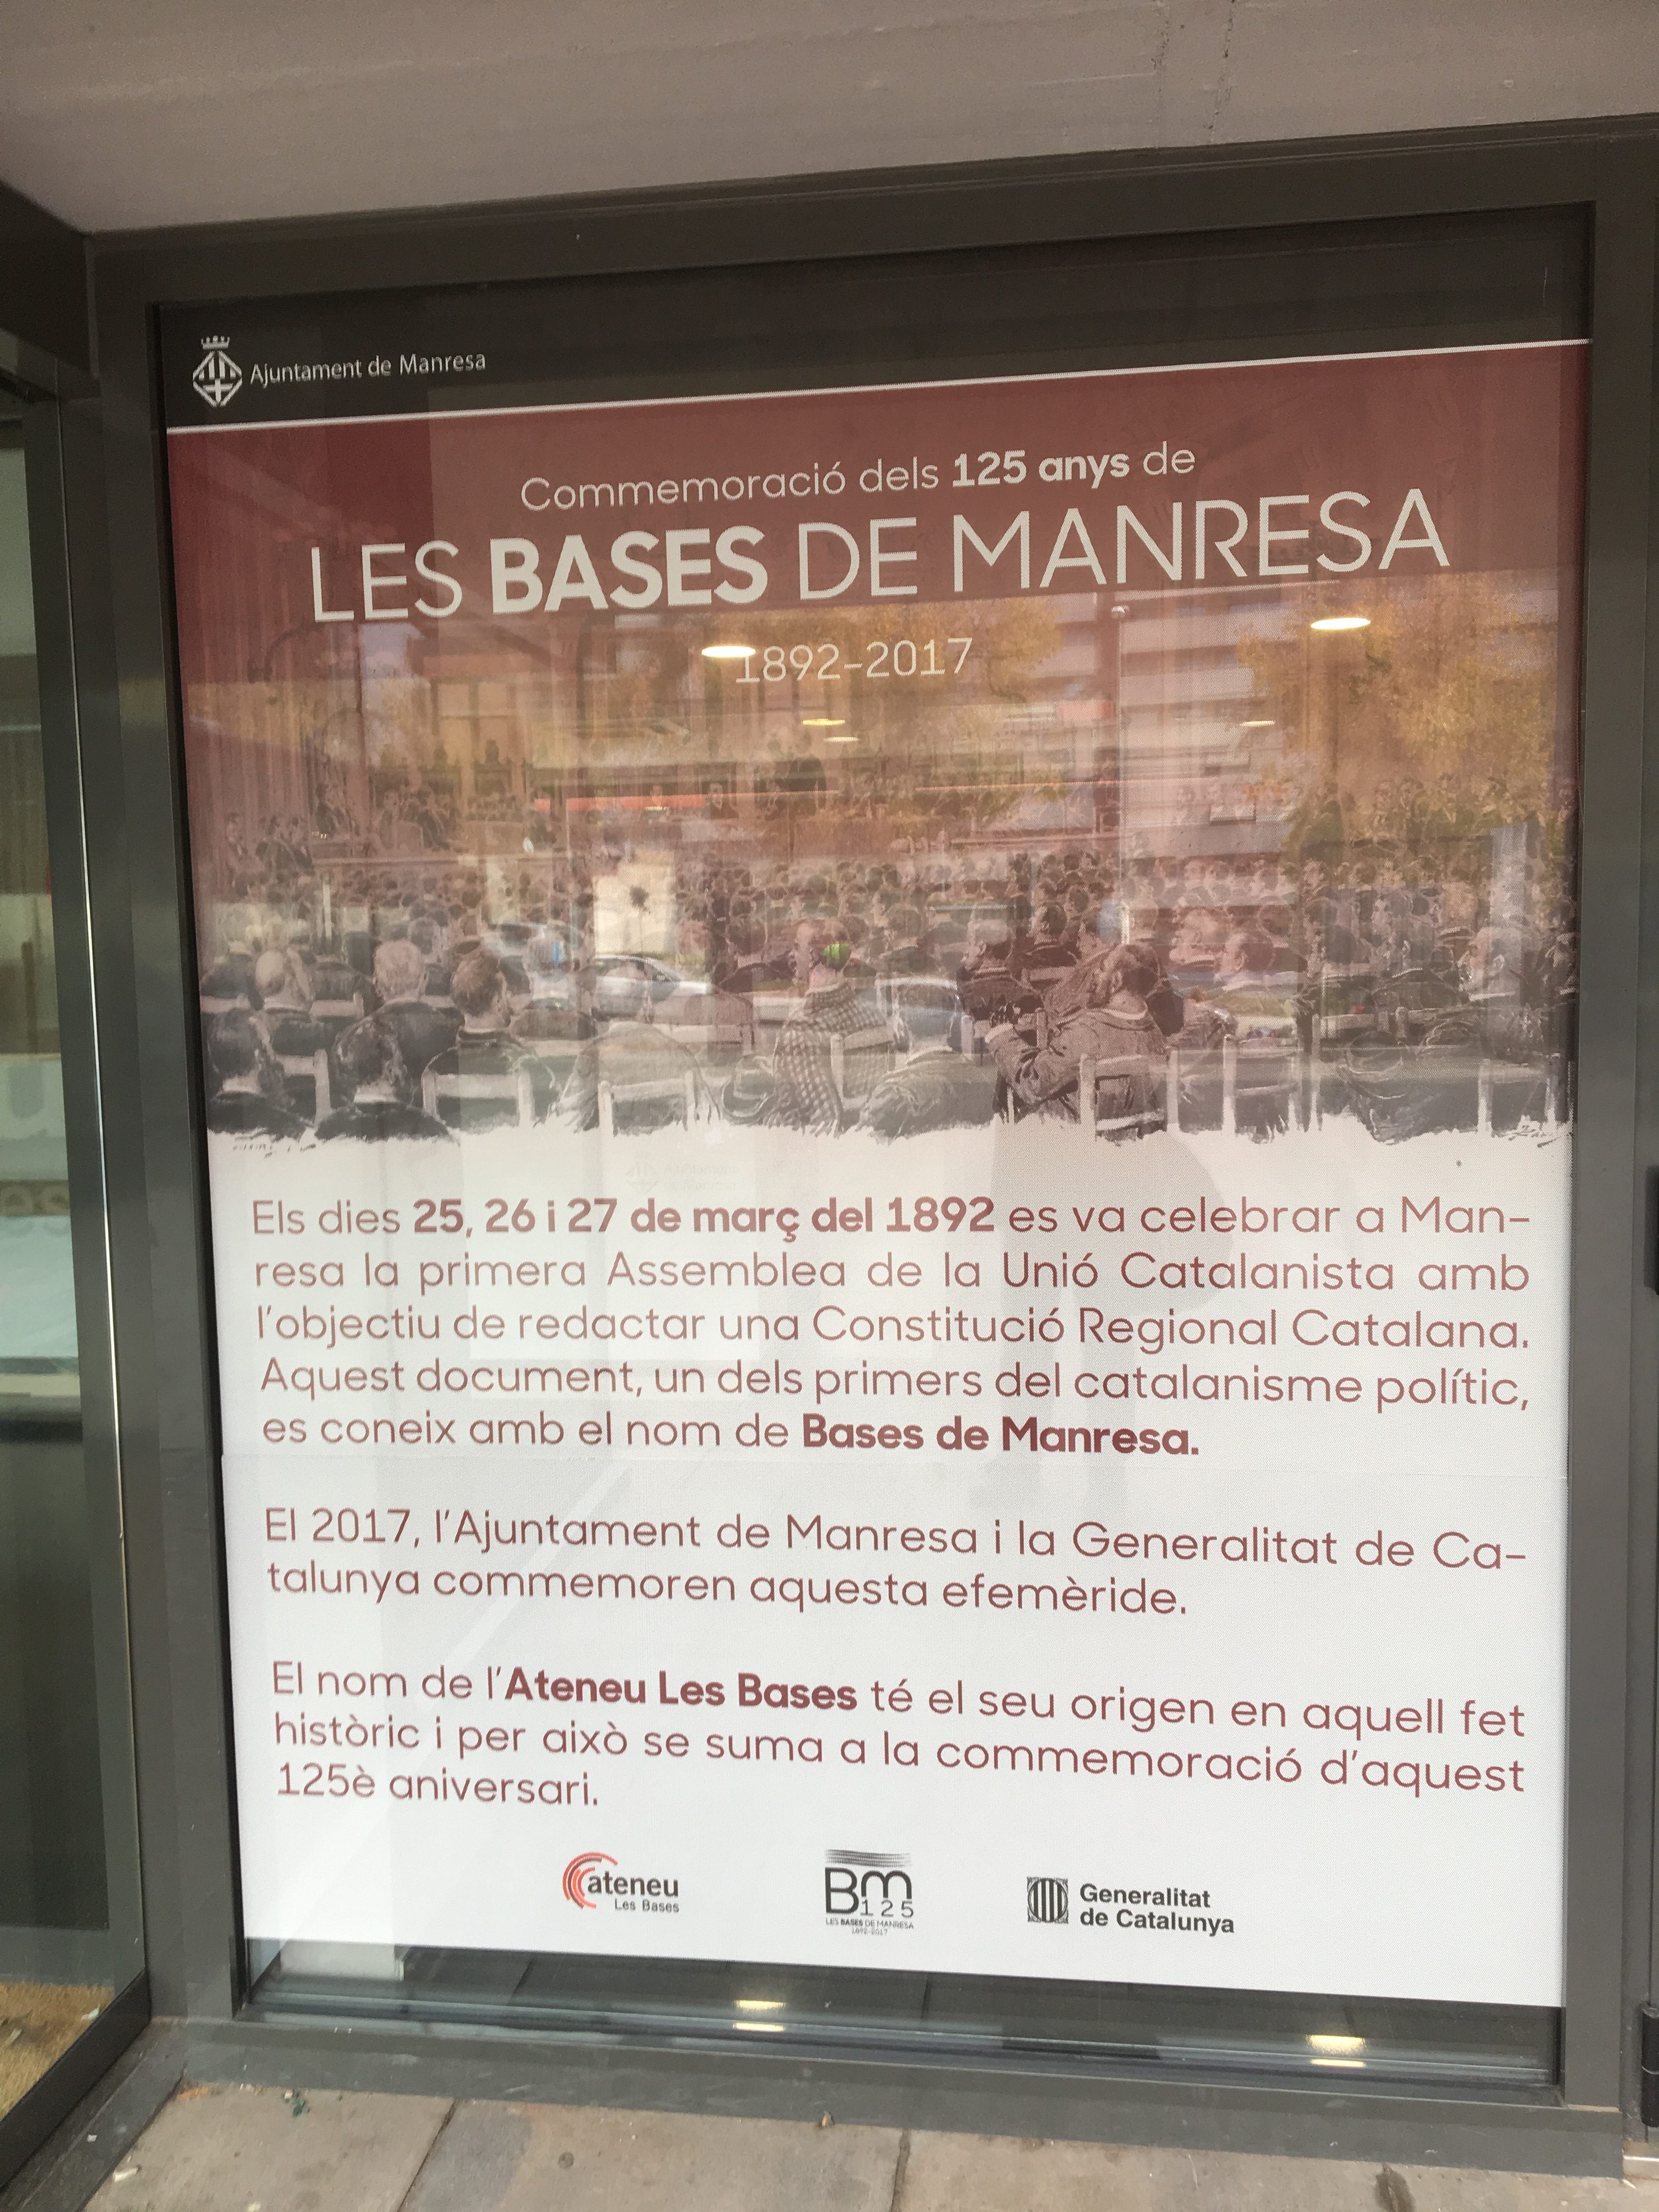 Ajuntament de Manresa
Commemoració dels 125 anys de
LES BASES DE MANRESA
1892-2017
Els dies 25, 26 i 27 de març del 1892 es va celebrar a Man-
resa la primera Assemblea de la Unió Catalanista amb
l'objectiu de redactar una Constitució Regional Catalana.
Aquest document, un dels primers del catalanisme polític,
es coneix amb el nom de Bases de Manresa.
El 2017, l'Ajuntament de Manresa i la Generalitat de Ca-
talunya commemoren aquesta efemèride.
El nom de l'Ateneu Les Bases té el seu origen en aquell fet
històric i per això se suma a la commemoració d'aquest
125è aniversari.
ateneu
Les Bases
Bm
125
LES BASES DE MANRESA
1892-2017
Generalitat
de Catalunya